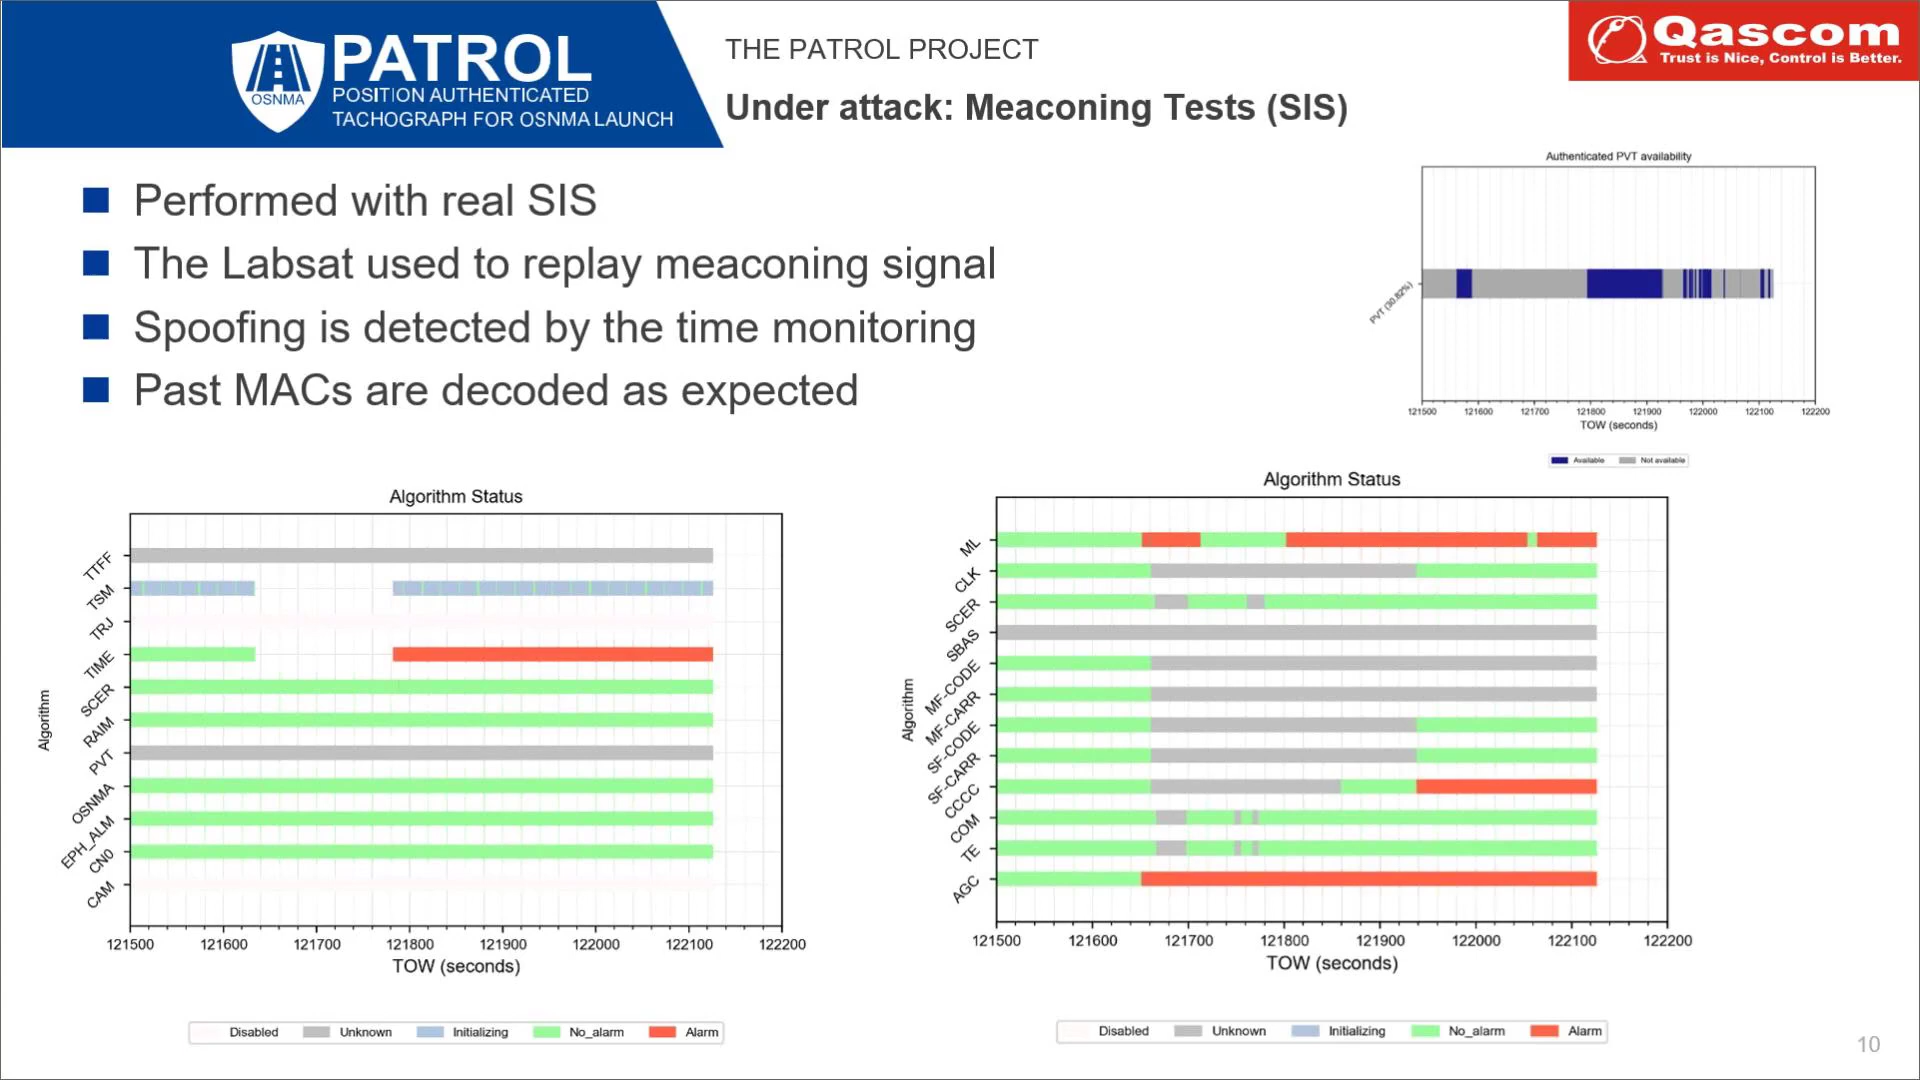 PATROL
POSITION AUTHENTICATED
TACHOGRAPH FOR OSNMA LAUNCH
OSNMA
THE PATROL PROJECT
Under attack: Meaconing Tests (SIS)
Qascom
Trust is Nice, Control is Better.
Performed with real SIS
The Labsat used to replay meaconing signal
Spoofing is detected by the time monitoring
Past MACs are decoded as expected
Authenticated PVT availability
PVT (30.82%)
121500 121600 121700 121800 121900 122000 122100 122200
TOW (seconds)
Available Not available
Algorithm Status
Algorithm
TTFF
TSM
TRJ
TIME
SCER
RAIM
PVT
OSNMA
EPH_ALM
CN0
CAM
121500 121600 121700 121800 121900 122000 122100 122200
TOW (seconds)
Disabled Unknown Initializing No_alarm Alarm
Algorithm Status
Algorithm
ML
CLK
SCER
SBAS
MF-CODE
MF-CARR
SF-CODE
SF-CARR
CCCC
COM
TE
AGC
121500 121600 121700 121800 121900 122000 122100 122200
TOW (seconds)
Disabled Unknown Initializing No_alarm Alarm
10